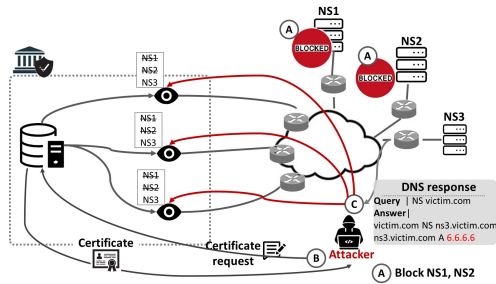 NS1
A
BLOCKED
NS2
A
BLOCKED
NS3
NS1
NS2
NS3
NS1
NS2
NS3
NS1
NS2
NS3
C
DNS response
Query | NS victim.com
Answer|
victim.com NS ns3.victim.com
ns3.victim.com A 6.6.6.6
Certificate
Certificate
request
B
Attacker
A Block NS1, NS2